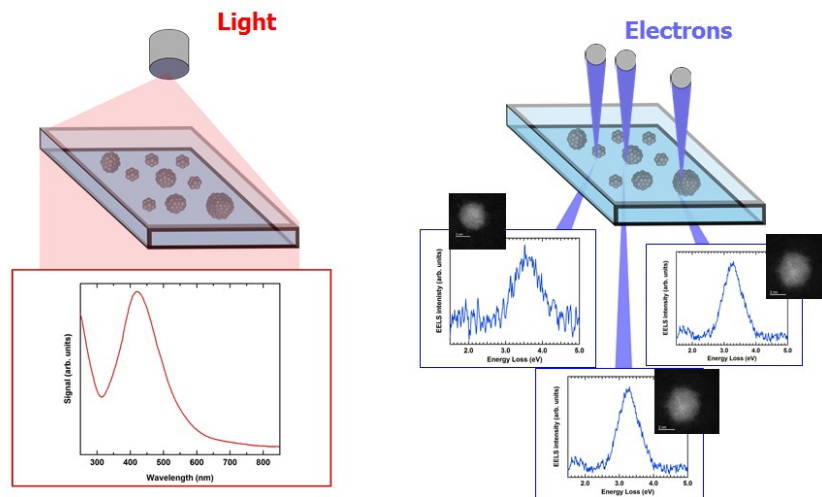 Light
Electrons
Signal (arb. units)
300 400 500 600 700 800
Wavelength (nm)
EELS intenisty (arb. units)
2.0 3.0 4.0 5.0
Energy Loss (eV)
EELS intensity (arb. units)
2.0 3.0 4.0 5.0
Energy Loss (eV)
EELS intensity (arb. units)
2.0 3.0 4.0 5.0
Energy Loss (eV)